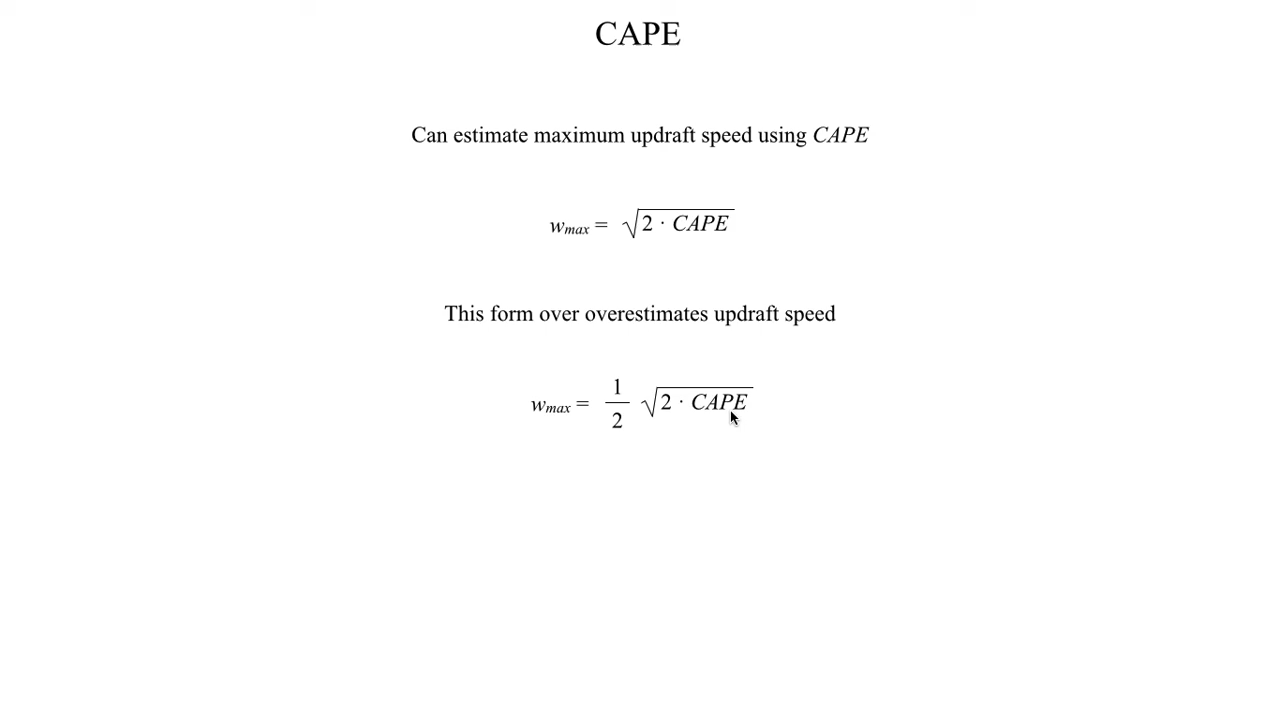 CAPE
Can estimate maximum updraft speed using CAPE
w_max = √(2 · CAPE)
This form over overestimates updraft speed
w_max = 1/2 √(2 · CAPE)